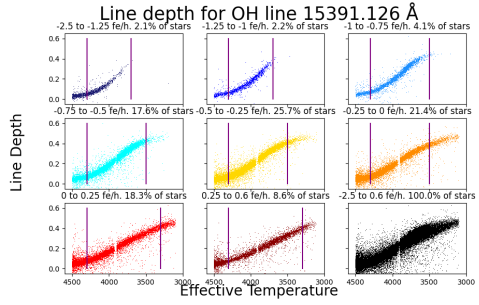 Line depth for OH line 15391.126 Å
-2.5 to -1.25 fe/h. 2.1% of stars
-1.25 to -1 fe/h. 2.2% of stars
-1 to -0.75 fe/h. 4.1% of stars
0.6
0.4
0.2
0.0
-0.75 to -0.5 fe/h. 17.6% of stars
-0.5 to -0.25 fe/h. 25.7% of stars
-0.25 to 0 fe/h. 21.4% of stars
0.6
0.4
0.2
0.0
Line Depth
0 to 0.25 fe/h. 18.3% of stars
0.25 to 0.6 fe/h. 8.6% of stars
-2.5 to 0.6 fe/h. 100.0% of stars
0.6
0.4
0.2
0.0
4500 4000 3500 3000 4500 4000 3500 3000 4500 4000 3500 3000
Effective Temperature